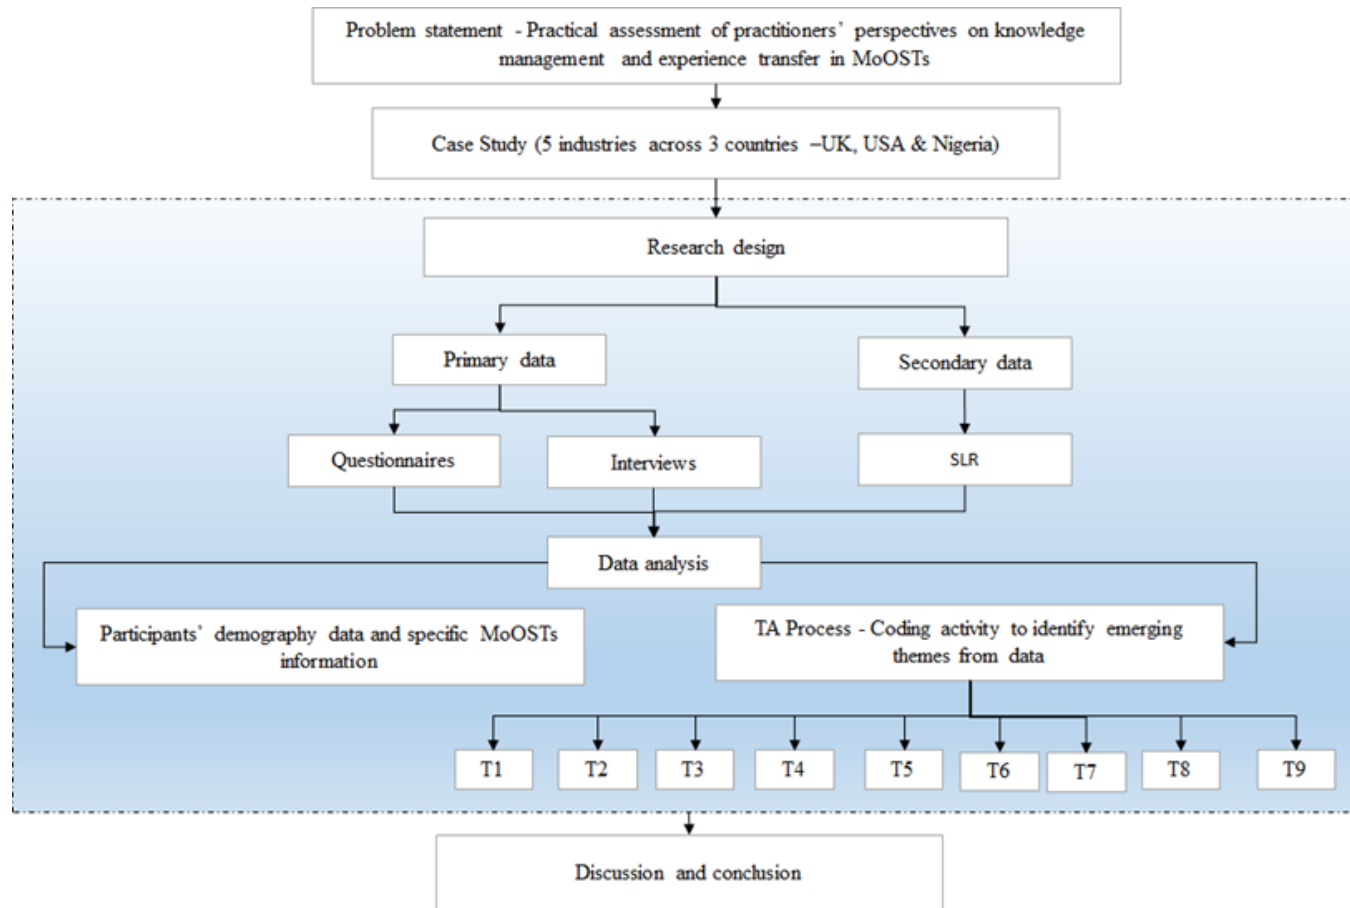 Problem statement - Practical assessment of practitioners’ perspectives on knowledge
management and experience transfer in MoOSTs
Case Study (5 industries across 3 countries –UK, USA & Nigeria)
Research design
Primary data
Secondary data
Questionnaires
Interviews
SLR
Data analysis
Participants’ demography data and specific MoOSTs
information
TA Process - Coding activity to identify emerging
themes from data
T1
T2
T3
T4
T5
T6
T7
T8
T9
Discussion and conclusion